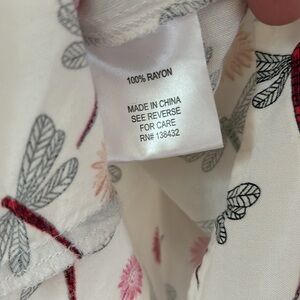 100% RAYON
MADE IN CHINA
SEE REVERSE
FOR CARE
RN# 138432